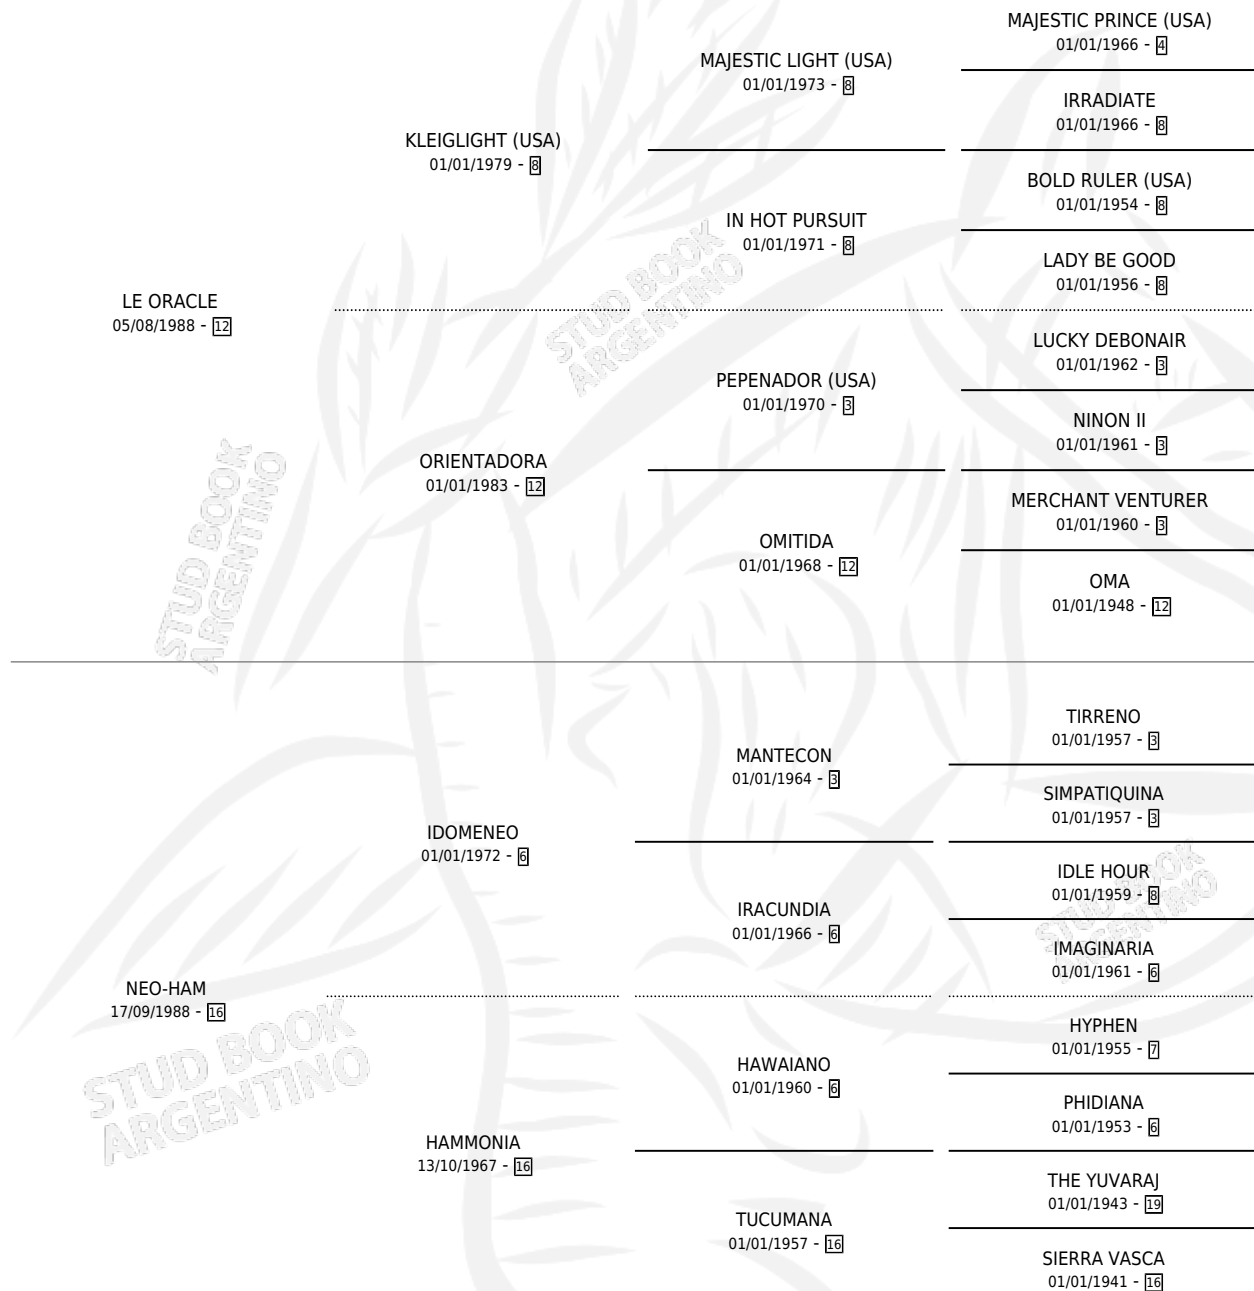 MAJESTIC PRINCE (USA)
01/01/1966 - 4
MAJESTIC LIGHT (USA)
01/01/1973 - 8
IRRADIATE
01/01/1966 - 8
KLEIGLIGHT (USA)
01/01/1979 - 8
BOLD RULER (USA)
01/01/1954 - 8
IN HOT PURSUIT
01/01/1971 - 8
LADY BE GOOD
01/01/1956 - 8
LE ORACLE
05/08/1988 - 12
STUD BOOK
ARGENTINO
LUCKY DEBONAIR
01/01/1962 - 3
PEPENADOR (USA)
01/01/1970 - 3
NINON II
01/01/1961 - 3
ORIENTADORA
01/01/1983 - 12
MERCHANT VENTURER
01/01/1960 - 3
OMITIDA
01/01/1968 - 12
OMA
01/01/1948 - 12
STUD BOOK
ARGENTINO
TIRRENO
01/01/1957 - 3
MANTECON
01/01/1964 - 3
SIMPATIQUINA
01/01/1957 - 3
IDOMENEO
01/01/1972 - 6
IDLE HOUR
01/01/1959 - 8
IRACUNDIA
01/01/1966 - 6
IMAGINARIA
01/01/1961 - 6
STUD BOOK
ARGENTINO
NEO-HAM
17/09/1988 - 16
HYPHEN
01/01/1955 - 7
HAWAIANO
01/01/1960 - 6
PHIDIANA
01/01/1953 - 6
STUD BOOK
ARGENTINO
HAMMONIA
13/10/1967 - 16
THE YUVARAJ
01/01/1943 - 19
TUCUMANA
01/01/1957 - 16
SIERRA VASCA
01/01/1941 - 16